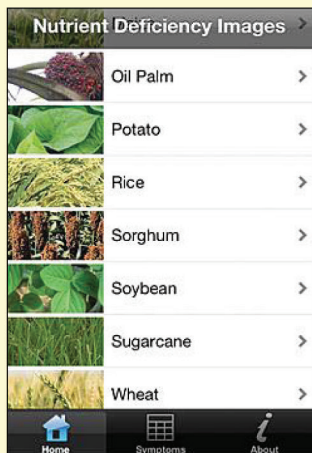 Nutrient Deficiency Images
Oil Palm
Potato
Rice
Sorghum
Soybean
Sugarcane
Wheat
Home
Symptoms
About